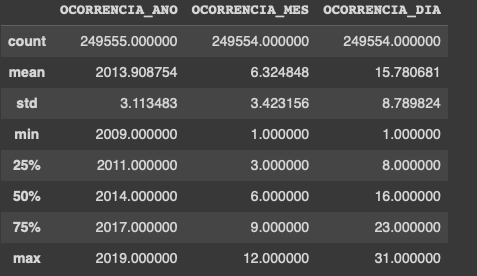 OCORRENCIA_ANO OCORRENCIA_MES OCORRENCIA_DIA
count 249555.000000 249554.000000 249554.000000
mean 2013.908754 6.324848 15.780681
std 3.113483 3.423156 8.789824
min 2009.000000 1.000000 1.000000
25% 2011.000000 3.000000 8.000000
50% 2014.000000 6.000000 16.000000
75% 2017.000000 9.000000 23.000000
max 2019.000000 12.000000 31.000000